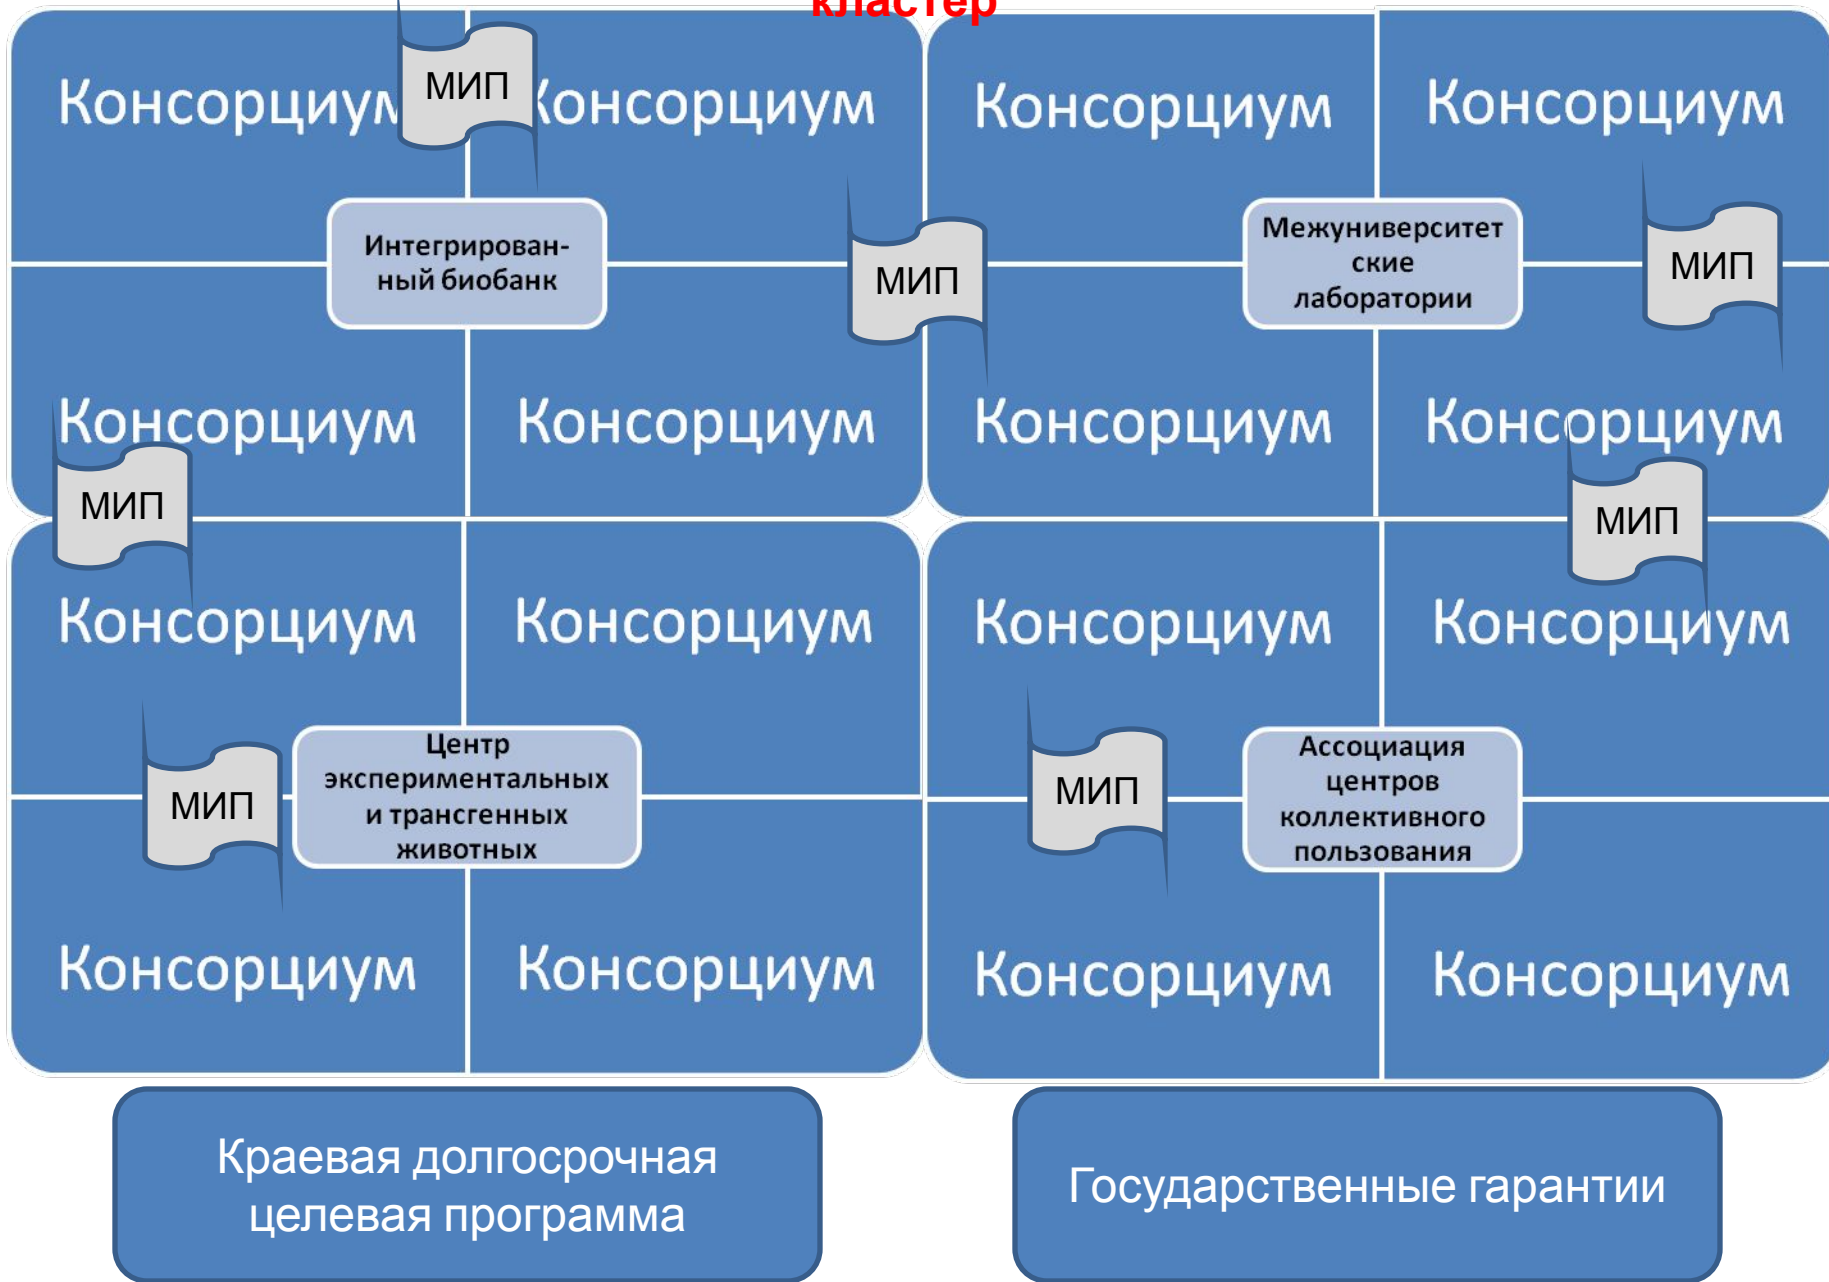 кластер
Консорциум
МИП
Консорциум
Консорциум
Консорциум
Интегрирован-
ный биобанк
МИП
Межуниверситет
ские
лаборатории
МИП
Консорциум
Консорциум
Консорциум
Консорциум
МИП
МИП
Консорциум
Консорциум
Консорциум
Консорциум
МИП
Центр
экспериментальных
и трансгенных
животных
МИП
Ассоциация
центров
коллективного
пользования
Консорциум
Консорциум
Консорциум
Консорциум
Краевая долгосрочная
целевая программа
Государственные гарантии